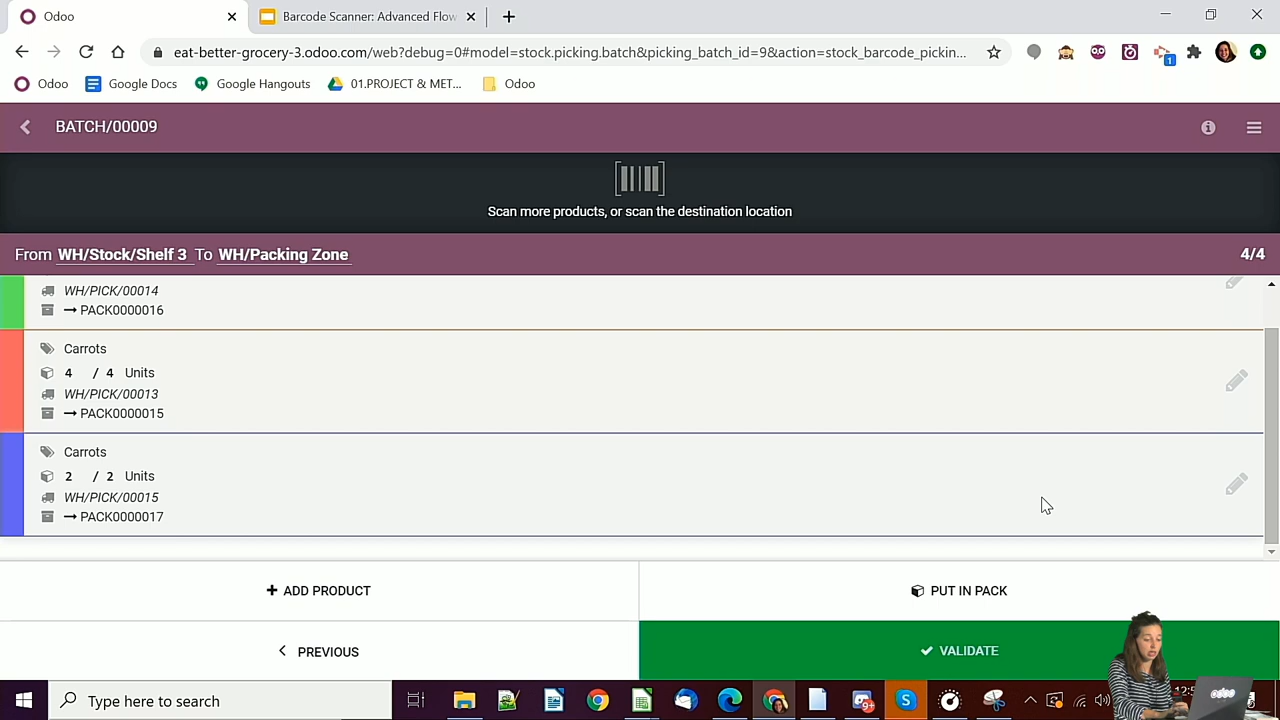 Odoo
Barcode Scanner: Advanced Flow
eat-better-grocery-3.odoo.com/web?debug=0#model=stock.picking.batch&picking_batch_id=9&action=stock_barcode_pickin...
1
Odoo
Google Docs
Google Hangouts
01.PROJECT & MET...
Odoo
BATCH/00009
Scan more products, or scan the destination location
From WH/Stock/Shelf 3 To WH/Packing Zone
4/4
WH/PICK/00014
→ PACK0000016
Carrots
4 / 4 Units
WH/PICK/00013
→ PACK0000015
Carrots
2 / 2 Units
WH/PICK/00015
→ PACK0000017
+ ADD PRODUCT
PUT IN PACK
< PREVIOUS
VALIDATE
Type here to search
odoo